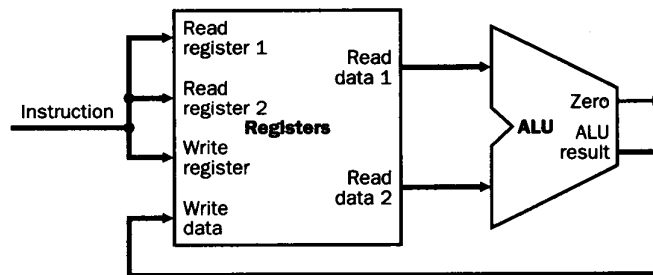 Instruction
Read
register 1
Read
register 2
Write
register
Write
data
Registers
Read
data 1
Read
data 2
ALU
Zero
ALU
result